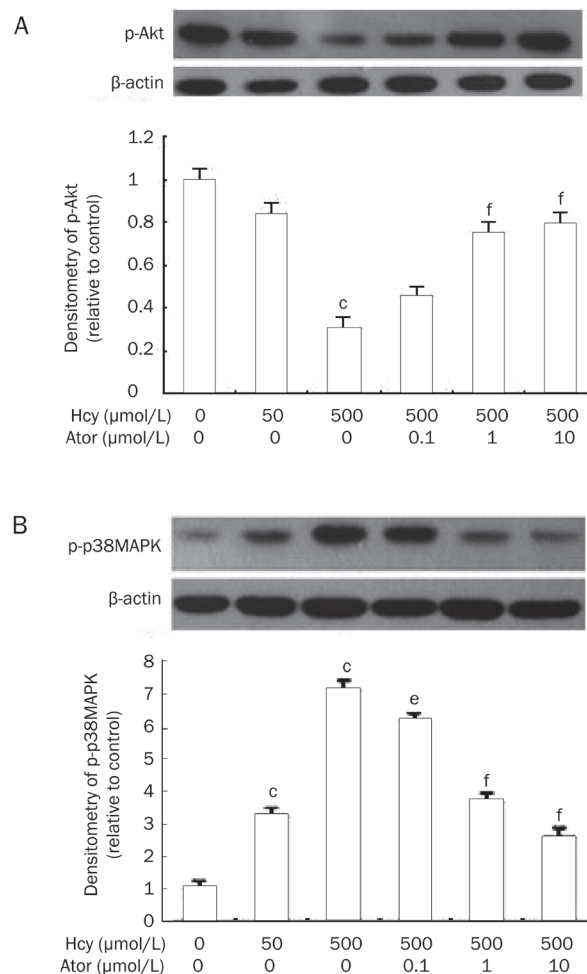 A
p-Akt
β-actin
Densitometry of p-Akt
(relative to control)
1.2
1
0.8
0.6
0.4
0.2
0
c
f
f
Hcy (μmol/L) 0 50 500 500 500 500
Ator (μmol/L) 0 0 0 0.1 1 10
B
p-p38MAPK
β-actin
Densitometry of p-p38MAPK
(relative to control)
8
7
6
5
4
3
2
1
0
c
c
e
f
f
Hcy (μmol/L) 0 50 500 500 500 500
Ator (μmol/L) 0 0 0 0.1 1 10